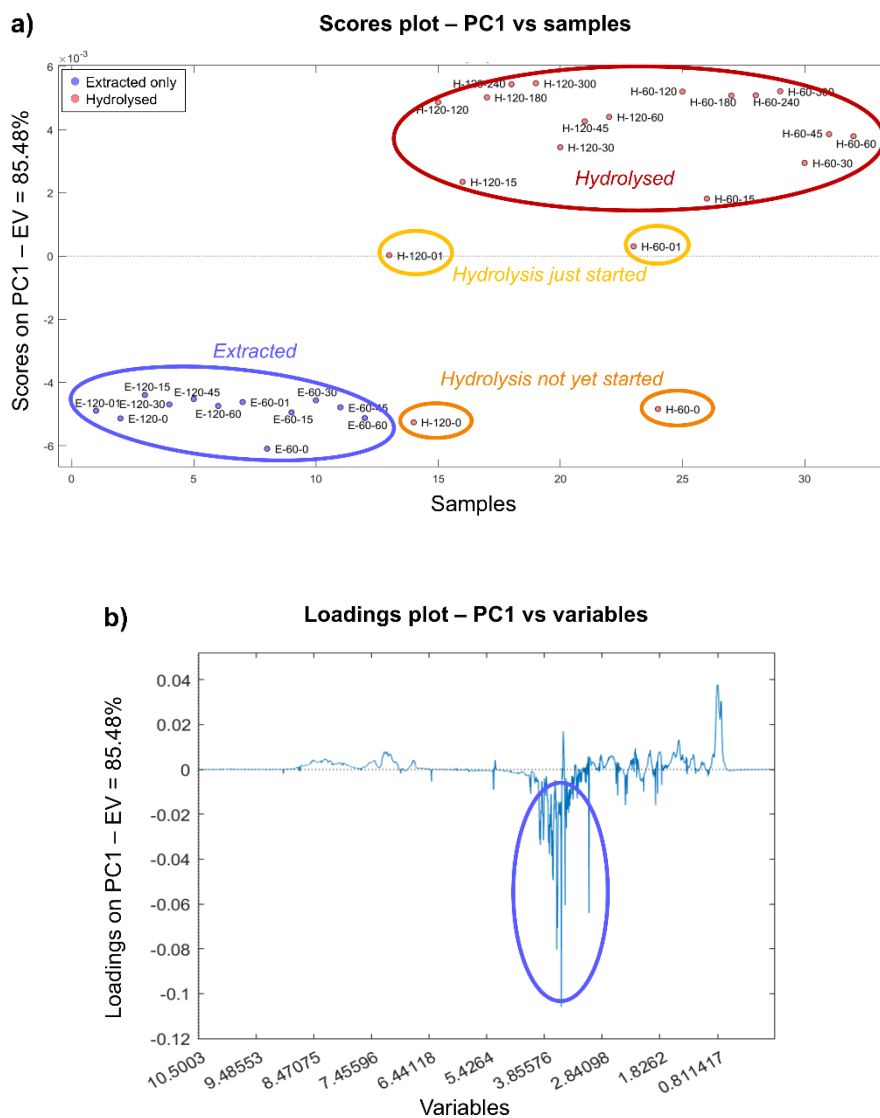 a)
Scores plot – PC1 vs samples
×10⁻³
Extracted only
Hydrolysed
Scores on PC1 – EV = 85.48%
6
4
2
0
-2
-4
-6
H-120-240
H-120-300
H-120-120
H-120-180
H-60-120
H-60-300
H-60-180
H-60-240
H-120-45
H-120-60
H-60-45
H-60-60
H-120-30
H-60-30
H-120-15
Hydrolysed
H-60-15
H-120-01
H-60-01
Hydrolysis just started
Extracted
Hydrolysis not yet started
E-120-15
E-120-45
E-60-30
E-120-01
E-120-30
E-60-01
E-60-45
E-120-0
E-120-60
E-60-15
E-60-60
E-60-0
H-120-0
H-60-0
0 5 10 15 20 25 30
Samples
b)
Loadings plot – PC1 vs variables
Loadings on PC1 – EV = 85.48%
0.04
0.02
0
-0.02
-0.04
-0.06
-0.08
-0.1
-0.12
10.5003 9.48553 8.47075 7.45596 6.44118 5.4264 3.85576 2.84098 1.8262 0.811417
Variables